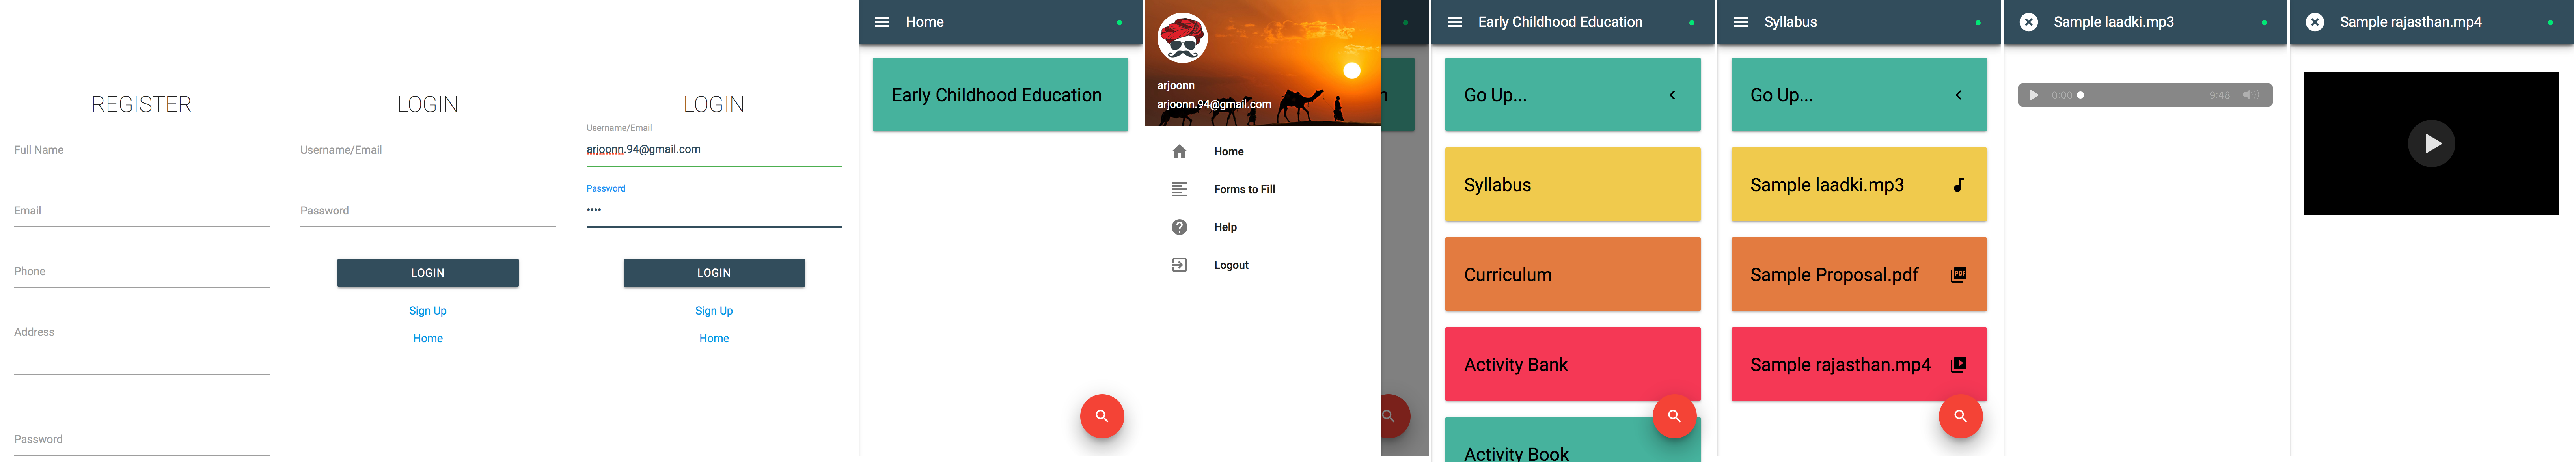 REGISTER
Full Name
Email
Phone
Address
Password
LOGIN
Username/Email
Password
LOGIN
Sign Up
Home
LOGIN
Username/Email
arjoonn.94@gmail.com
Password
••••
LOGIN
Sign Up
Home
Home
Early Childhood Education
arjoonn
arjoonn.94@gmail.com
Home
Forms to Fill
Help
Logout
n
Early Childhood Education
Go Up...
Syllabus
Curriculum
Activity Bank
Activity Book
Syllabus
Go Up...
Sample laadki.mp3
Sample Proposal.pdf
PDF
Sample rajasthan.mp4
Sample laadki.mp3
0:00
-9:48
Sample rajasthan.mp4